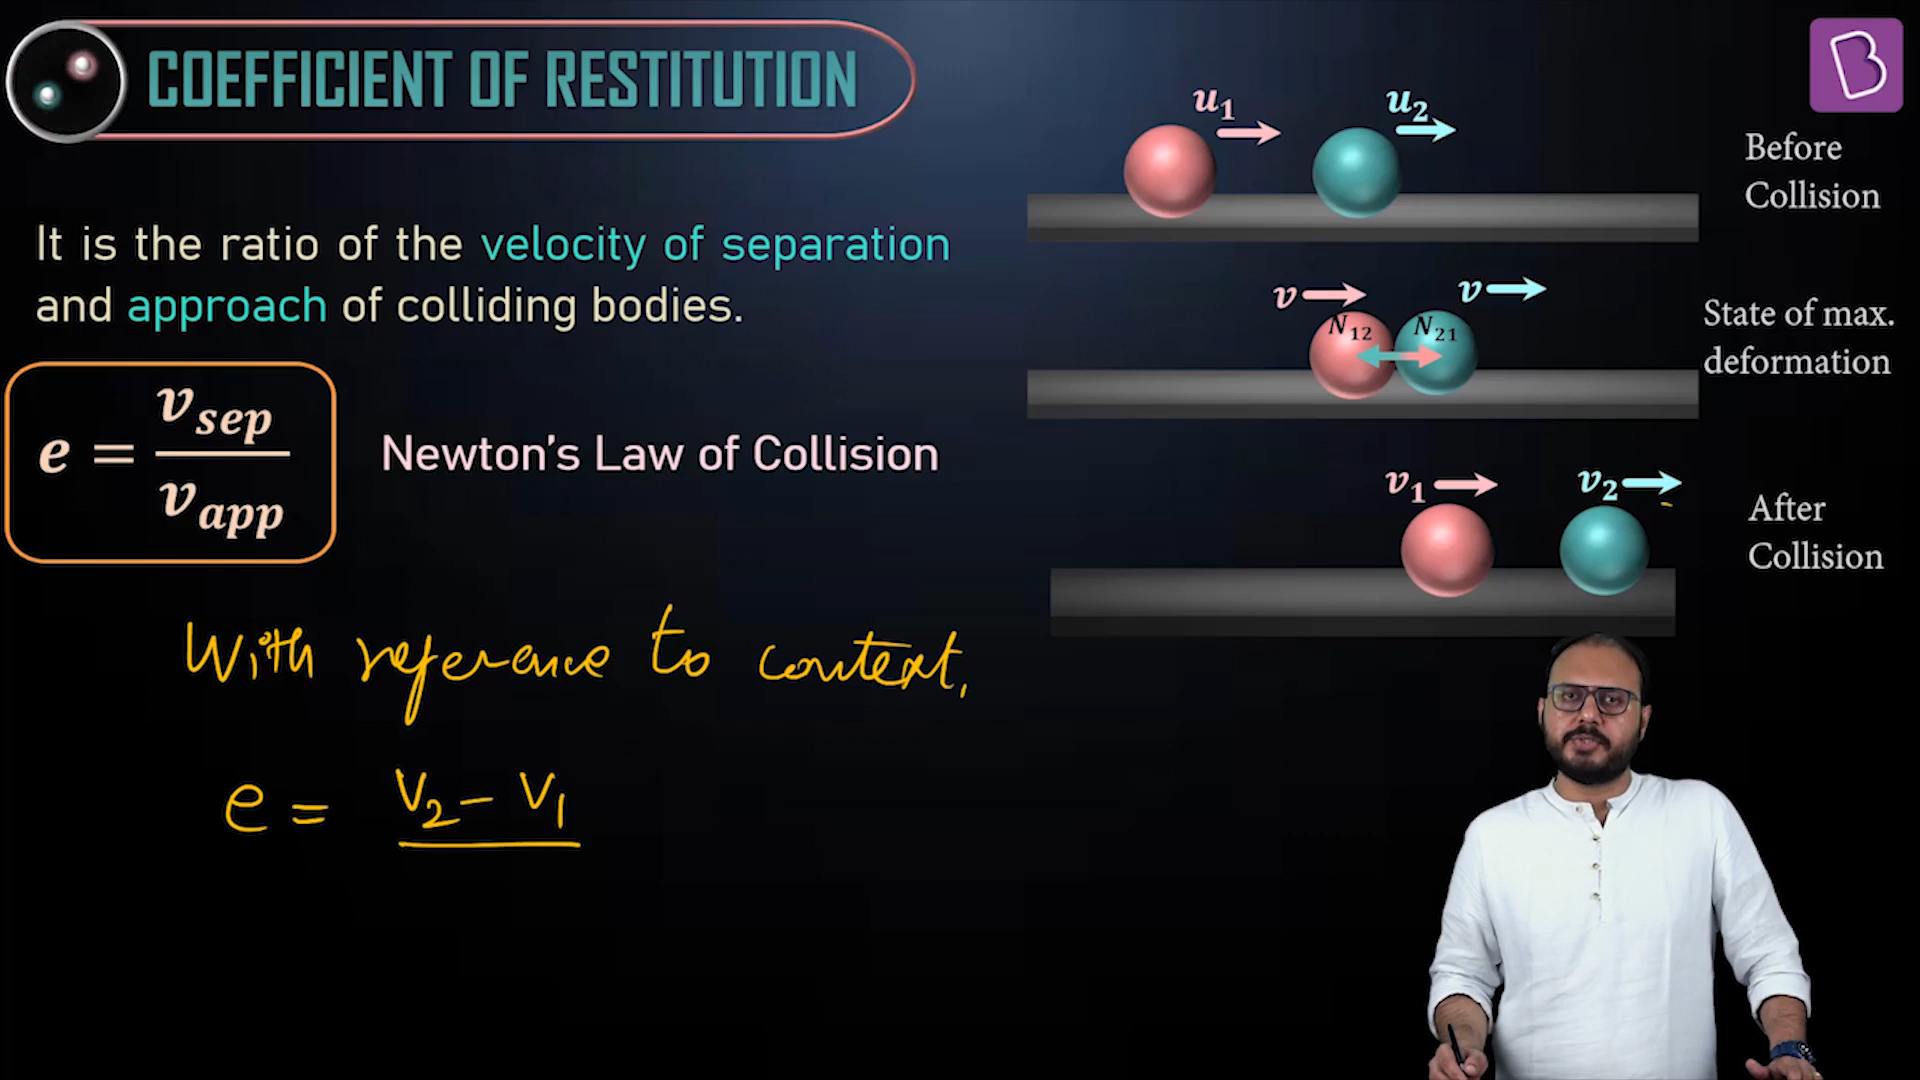 COEFFICIENT OF RESTITUTION
It is the ratio of the velocity of separation
and approach of colliding bodies.
e = v_sep / v_app
Newton's Law of Collision
With reference to context,
e = V₂ - V₁
u₁ u₂
Before
Collision
v v
N₁₂ N₂₁
State of max.
deformation
v₁ v₂
After
Collision
B